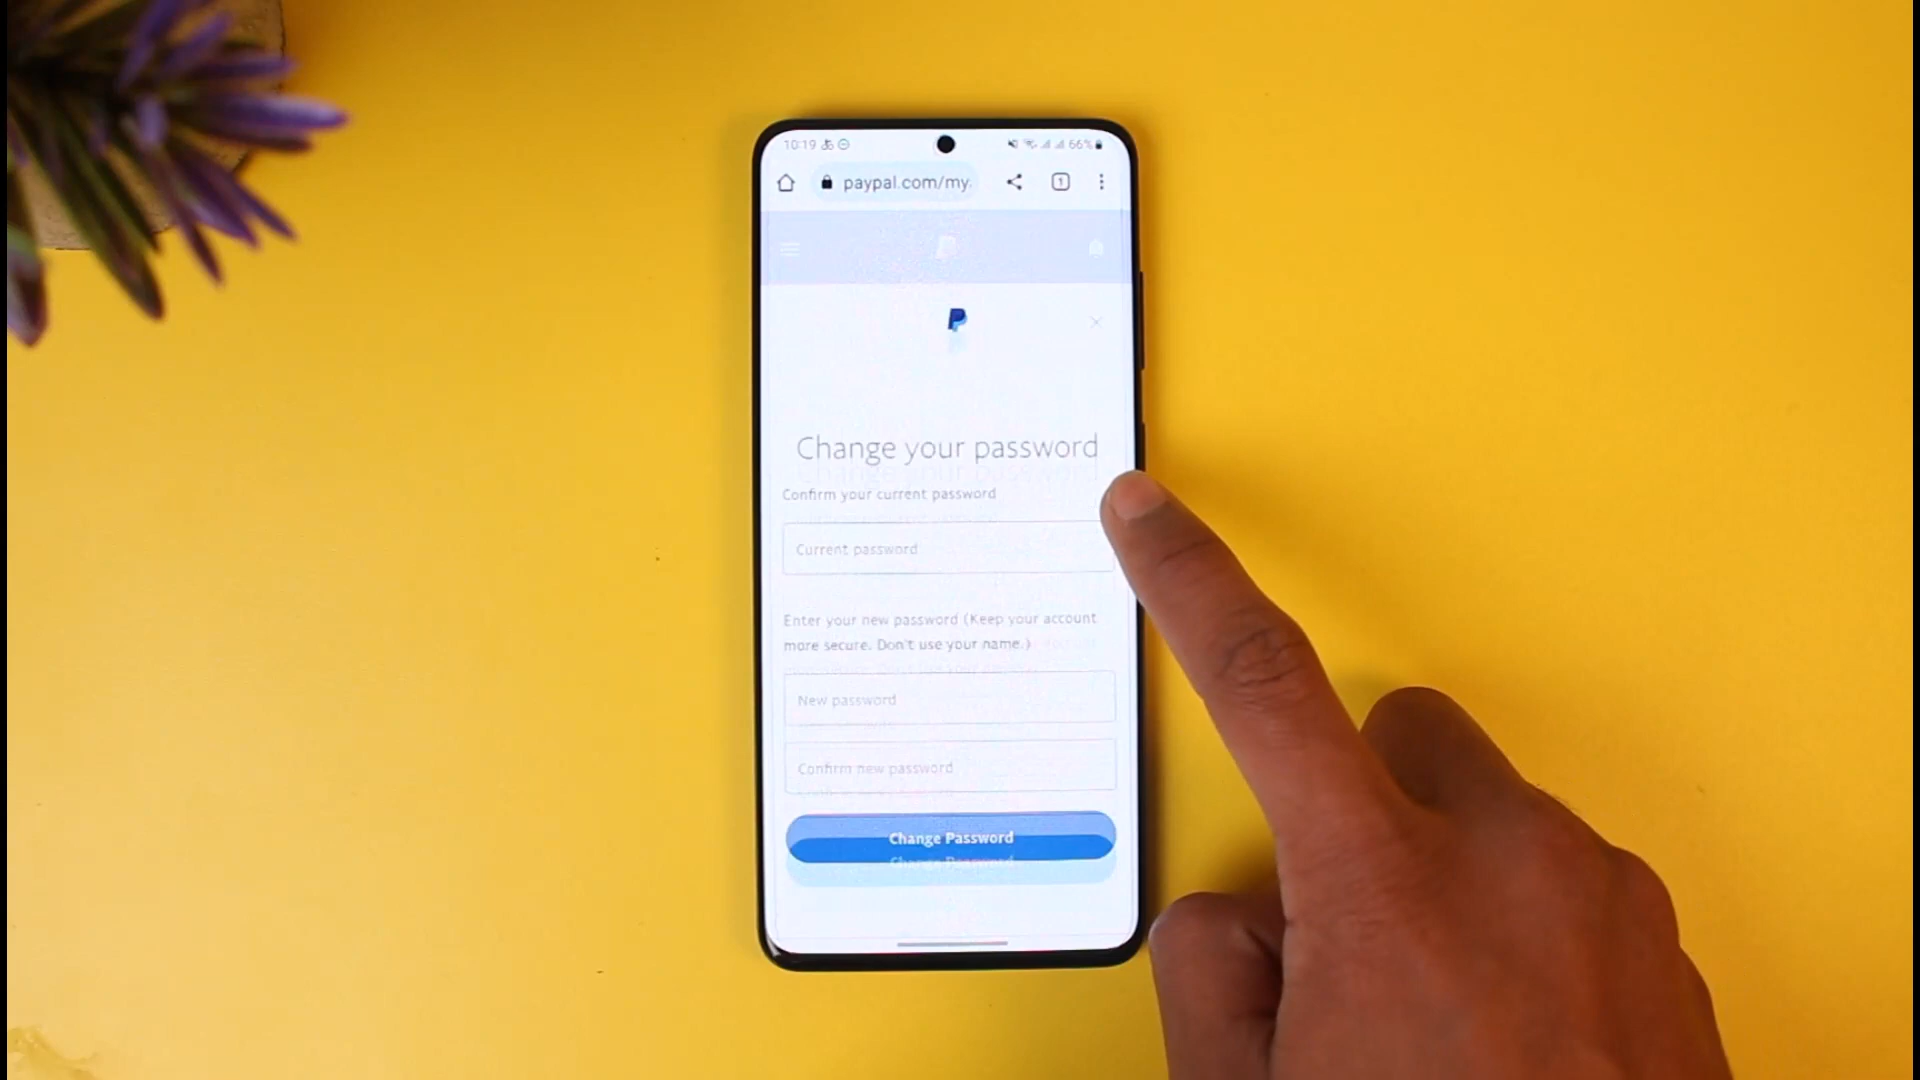 10:19 66%
paypal.com/my
1
Change your password
Confirm your current password
Current password
Enter your new password (Keep your account
more secure. Don't use your name.)
New password
Confirm new password
Change Password